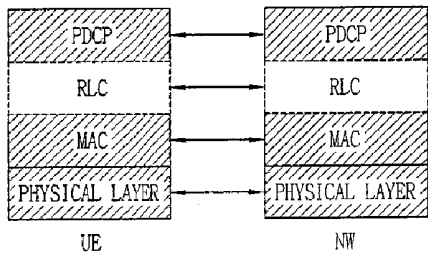 PDCP PDCP
RLC RLC
MAC MAC
PHYSICAL LAYER PHYSICAL LAYER
UE NW